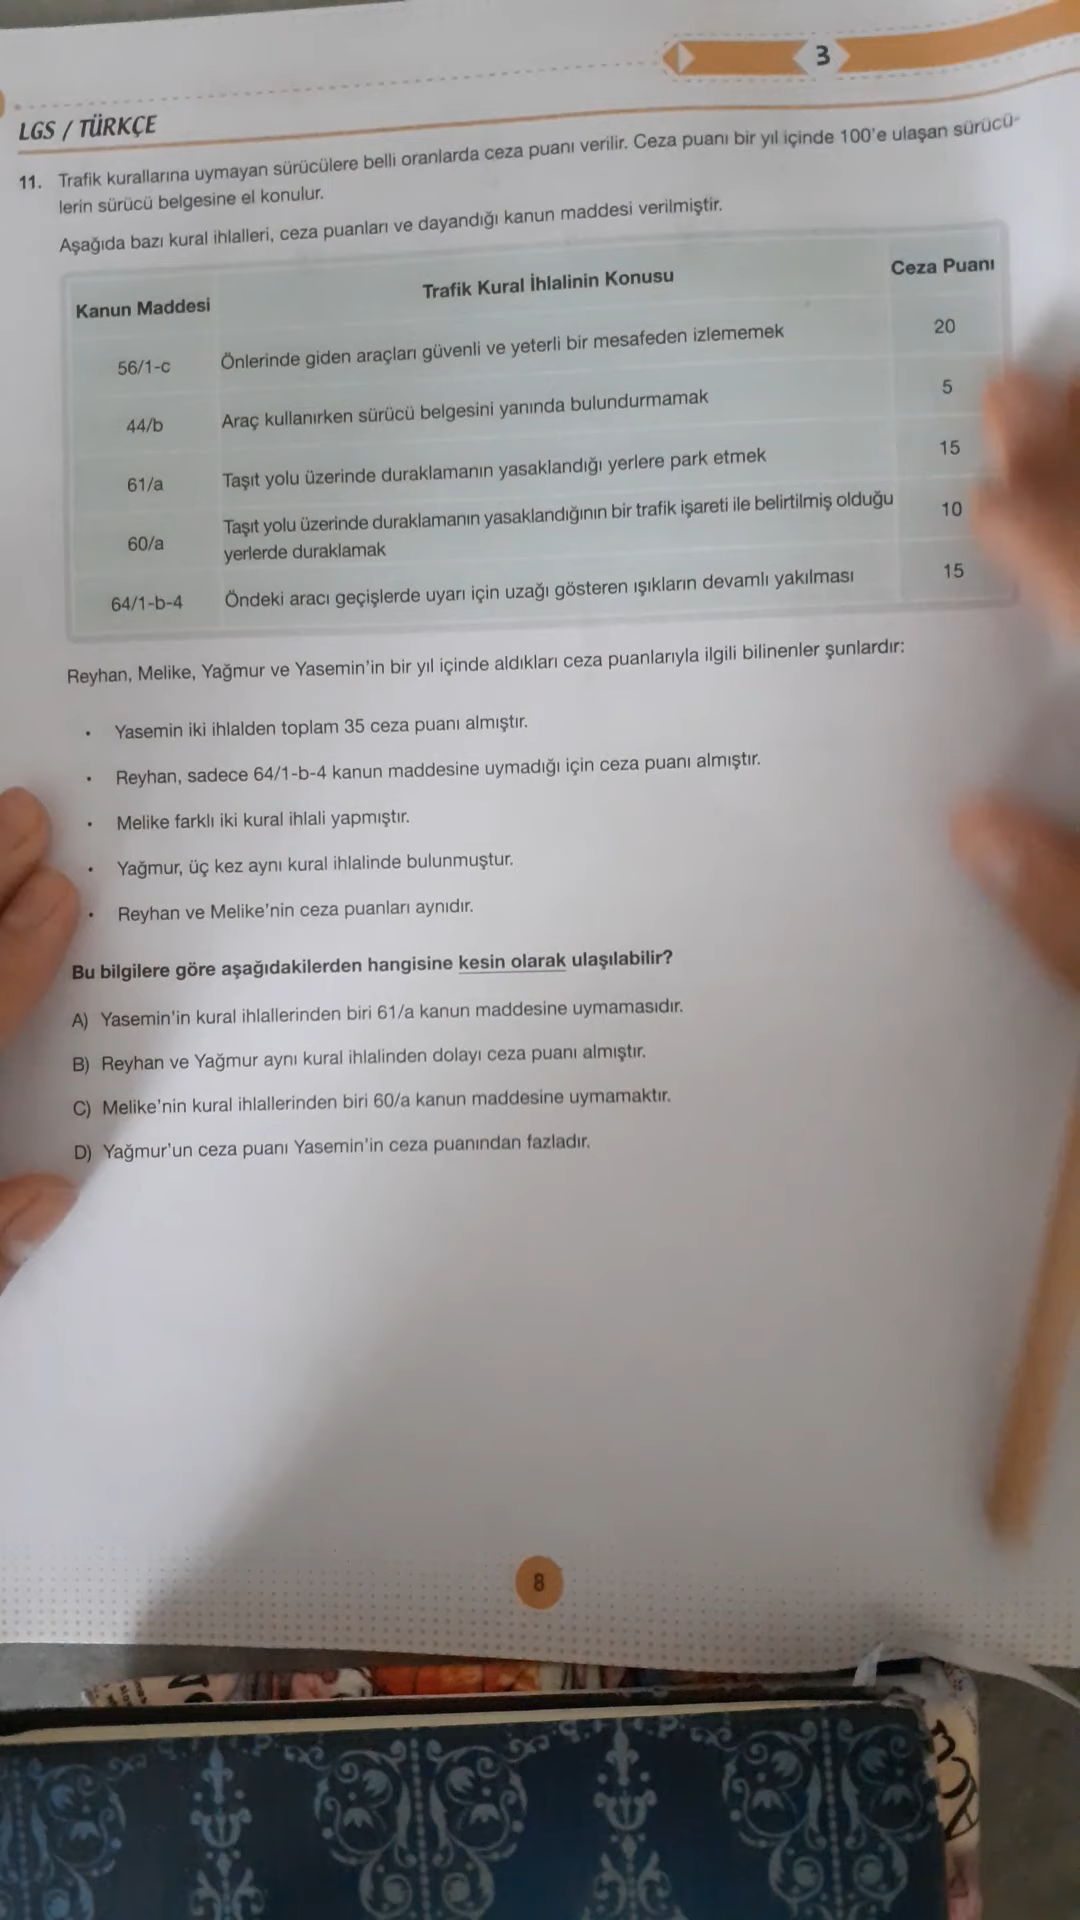 3
LGS / TÜRKÇE
11. Trafik kurallarına uymayan sürücülere belli oranlarda ceza puanı verilir. Ceza puanı bir yıl içinde 100'e ulaşan sürücü-
lerin sürücü belgesine el konulur.
Aşağıda bazı kural ihlalleri, ceza puanları ve dayandığı kanun maddesi verilmiştir.
Kanun Maddesi Trafik Kural İhlalinin Konusu Ceza Puanı
56/1-c Önlerinde giden araçları güvenli ve yeterli bir mesafeden izlememek 20
44/b Araç kullanırken sürücü belgesini yanında bulundurmamak 5
61/a Taşıt yolu üzerinde duraklamanın yasaklandığı yerlere park etmek 15
60/a Taşıt yolu üzerinde duraklamanın yasaklandığının bir trafik işareti ile belirtilmiş olduğu 10
yerlerde duraklamak
64/1-b-4 Öndeki aracı geçişlerde uyarı için uzağı gösteren ışıkların devamlı yakılması 15
Reyhan, Melike, Yağmur ve Yasemin'in bir yıl içinde aldıkları ceza puanlarıyla ilgili bilinenler şunlardır:
• Yasemin iki ihlalden toplam 35 ceza puanı almıştır.
• Reyhan, sadece 64/1-b-4 kanun maddesine uymadığı için ceza puanı almıştır.
• Melike farklı iki kural ihlali yapmıştır.
• Yağmur, üç kez aynı kural ihlalinde bulunmuştur.
• Reyhan ve Melike'nin ceza puanları aynıdır.
Bu bilgilere göre aşağıdakilerden hangisine kesin olarak ulaşılabilir?
A) Yasemin'in kural ihlallerinden biri 61/a kanun maddesine uymamasıdır.
B) Reyhan ve Yağmur aynı kural ihlalinden dolayı ceza puanı almıştır.
C) Melike'nin kural ihlallerinden biri 60/a kanun maddesine uymamaktır.
D) Yağmur'un ceza puanı Yasemin'in ceza puanından fazladır.
8